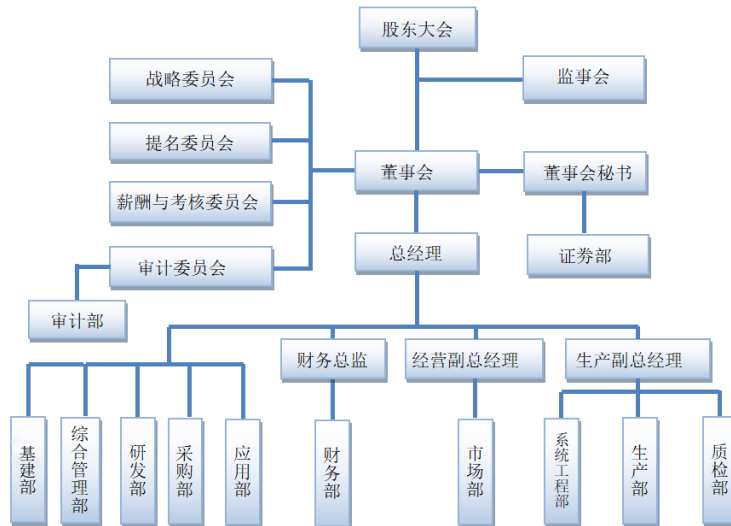 股东大会
战略委员会
监事会
提名委员会
董事会
董事会秘书
薪酬与考核委员会
总经理
证券部
审计委员会
审计部
财务总监
经营副总经理
生产副总经理
基建部
综合管理部
研发部
采购部
应用部
财务部
市场部
系统工程部
生产部
质检部